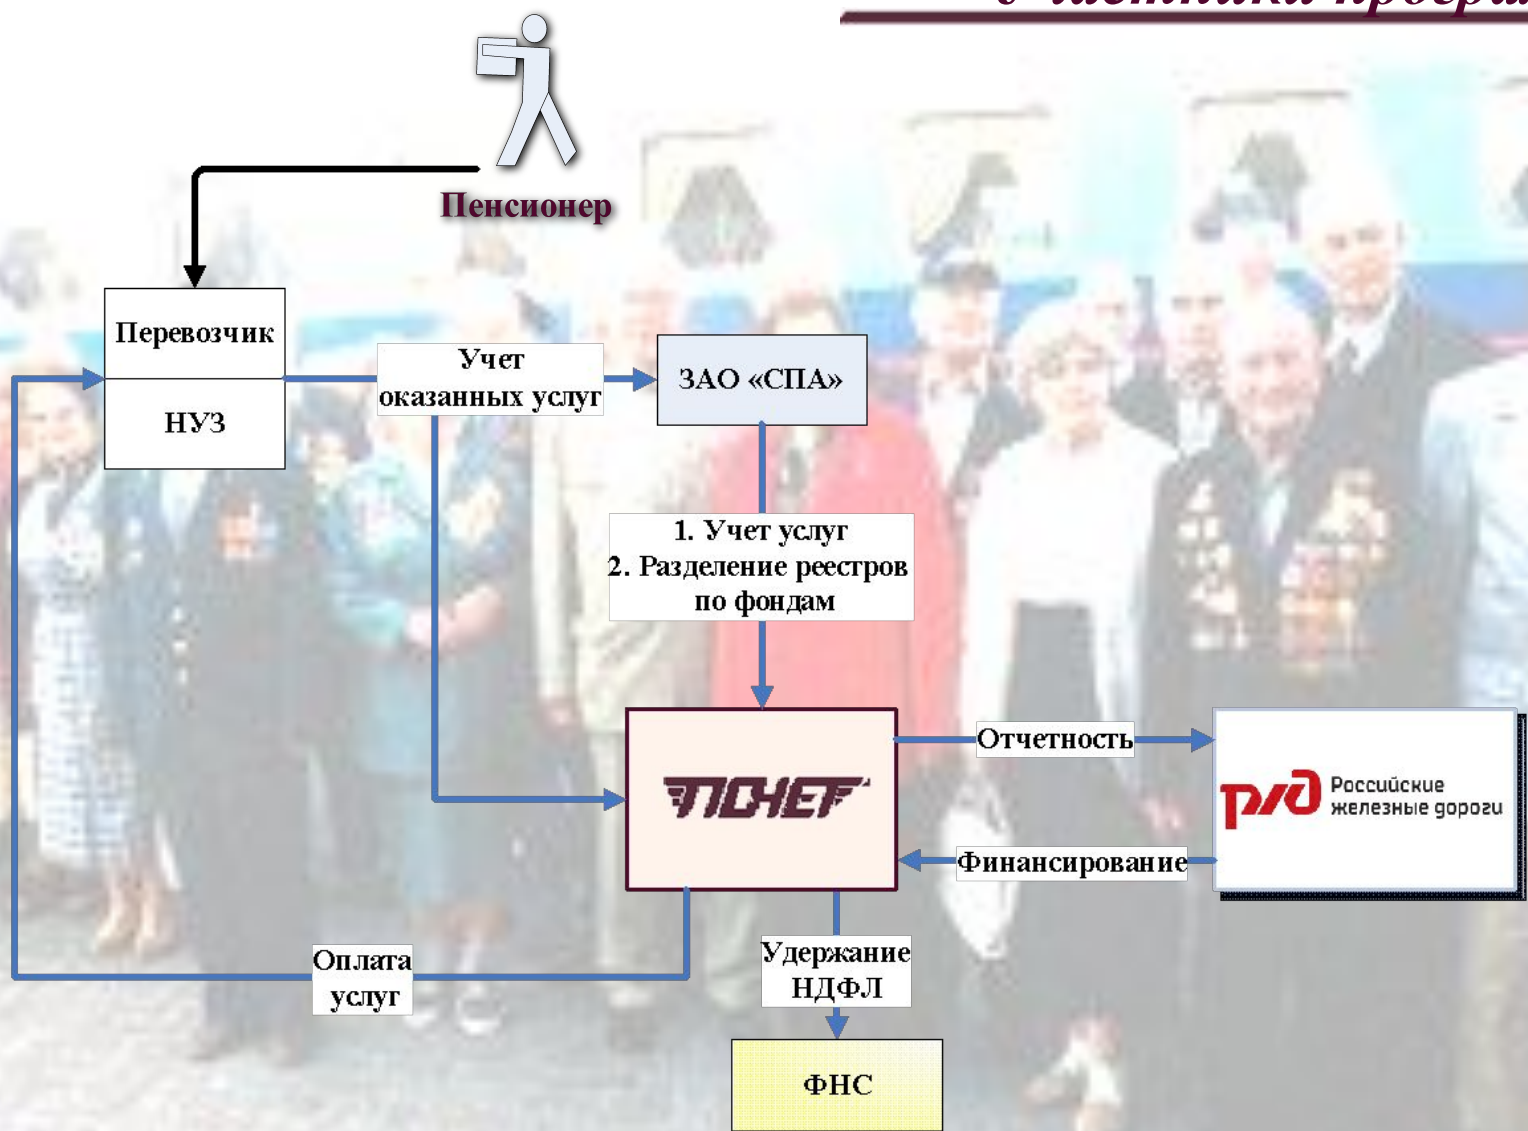 Пенсионер
Перевозчик
НУЗ
Учет
оказанных услуг
ЗАО «СПА»
1. Учет услуг
2. Разделение реестров
по фондам
Отчетность
Российские
железные дороги
Финансирование
Оплата
услуг
Удержание
НДФЛ
ФНС